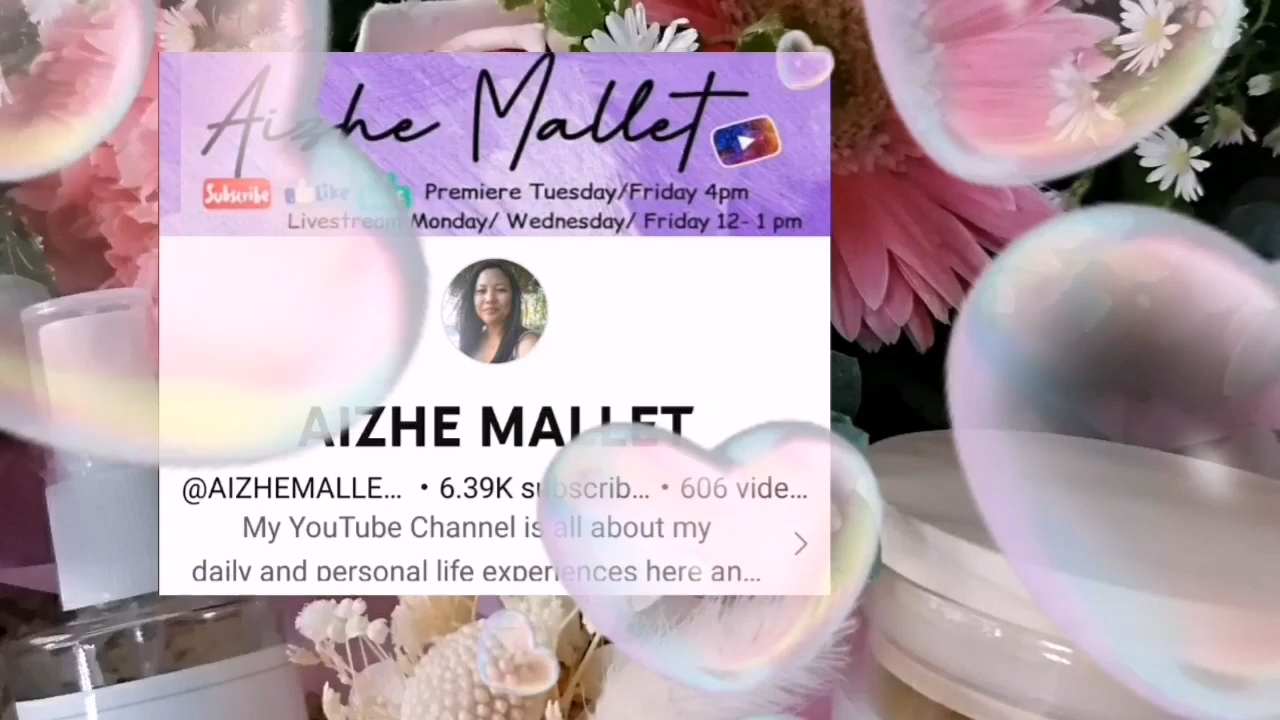 Aizhe Mallet
Subscribe Like Premiere Tuesday/Friday 4pm
Livestream Monday/ Wednesday/ Friday 12- 1 pm
AIZHE MALLET
@AIZHEMALLE... • 6.39K subscrib... • 606 vide...
My YouTube Channel is all about my
daily and personal life experiences here an...